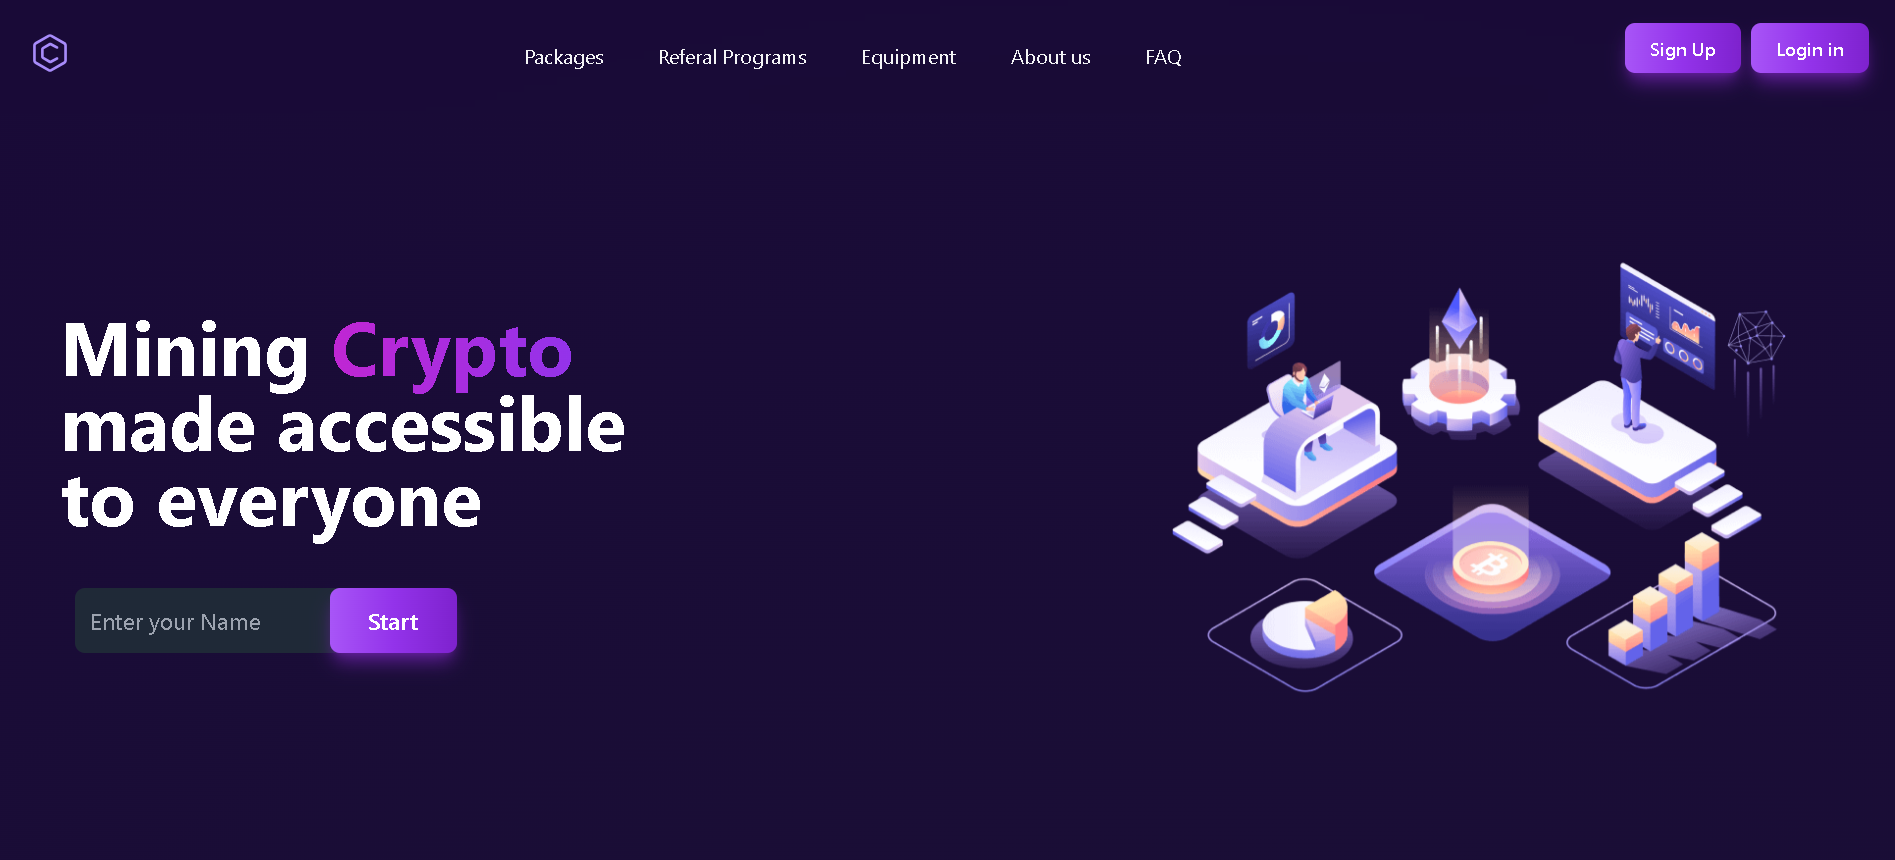 Packages Referal Programs Equipment About us FAQ
Sign Up Login in
Mining Crypto
made accessible
to everyone
Enter your Name Start